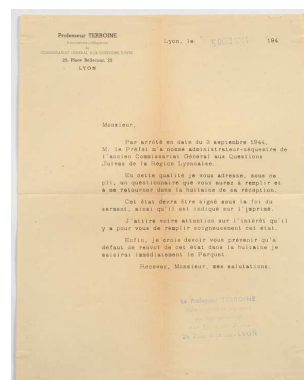 Professeur TERROINE
Administrateur-séquestre
du
COMMISSARIAT GÉNÉRAL AUX QUESTIONS JUIVES
25, Place Bellecour, 25
LYON
Lyon, le
194
Monsieur,
Par arrêté en date du 2 septembre 1944,
M. le Préfet m'a nommé administrateur-séquestre de
l'ancien Commissariat Général aux Questions
Juives de la Région Lyonnaise.
En cette qualité je vous adresse, sous ce
pli, un questionnaire que vous aurez à remplir et
à me retourner dans la huitaine de sa réception.
Cet état devra être signé sous la foi du
serment, ainsi qu'il est indiqué sur l'imprimé.
J'attire votre attention sur l'intérêt qu'il
y a pour vous de remplir soigneusement cet état.
Enfin, je crois devoir vous prévenir qu'à
défaut de renvoi de cet état dans la huitaine je
saisirai immédiatement le Parquet.
Recevez, Monsieur, mes salutations.
Le Professeur TERROINE
LYON